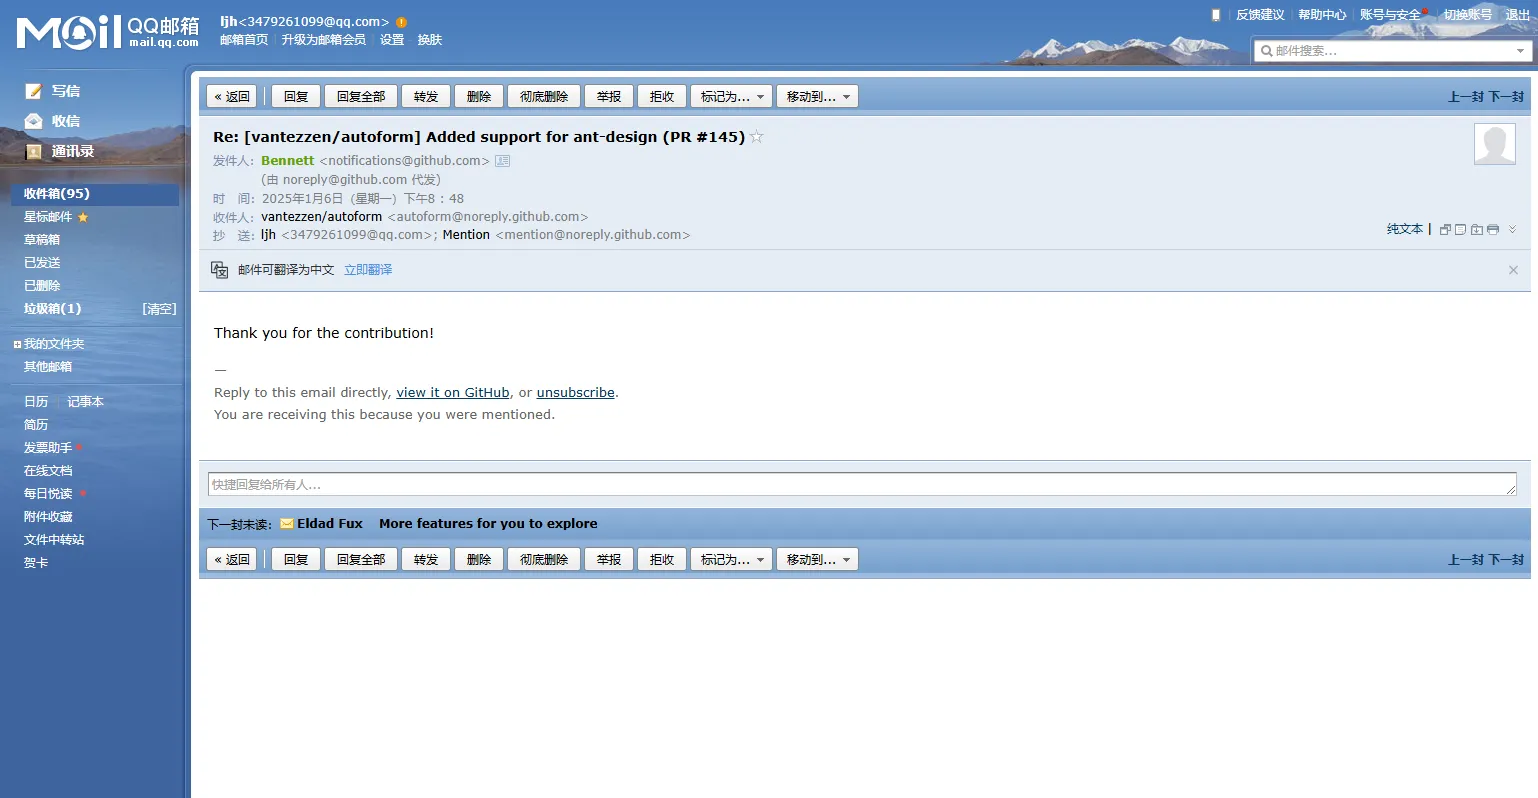 Mail QQ邮箱
mail.qq.com
ljh<3479261099@qq.com>
邮箱首页 升级为邮箱会员 设置 换肤
反馈建议 帮助中心 账号与安全 切换账号 退出
邮件搜索...
写信
收信
通讯录
收件箱(95)
星标邮件
草稿箱
已发送
已删除
垃圾箱(1) [清空]
我的文件夹
其他邮箱
日历 记事本
简历
发票助手
在线文档
每日悦读
附件收藏
文件中转站
贺卡
« 返回 回复 回复全部 转发 删除 彻底删除 举报 拒收 标记为... 移动到... 上一封 下一封
Re: [vantezzen/autoform] Added support for ant-design (PR #145)
发件人: Bennett <notifications@github.com>
(由 noreply@github.com 代发)
时 间: 2025年1月6日 (星期一) 下午8 : 48
收件人: vantezzen/autoform <autoform@noreply.github.com>
抄 送: ljh <3479261099@qq.com>; Mention <mention@noreply.github.com>
纯文本 |
邮件可翻译为中文 立即翻译
Thank you for the contribution!
—
Reply to this email directly, view it on GitHub, or unsubscribe.
You are receiving this because you were mentioned.
快捷回复给所有人...
下一封未读: Eldad Fux More features for you to explore
« 返回 回复 回复全部 转发 删除 彻底删除 举报 拒收 标记为... 移动到... 上一封 下一封